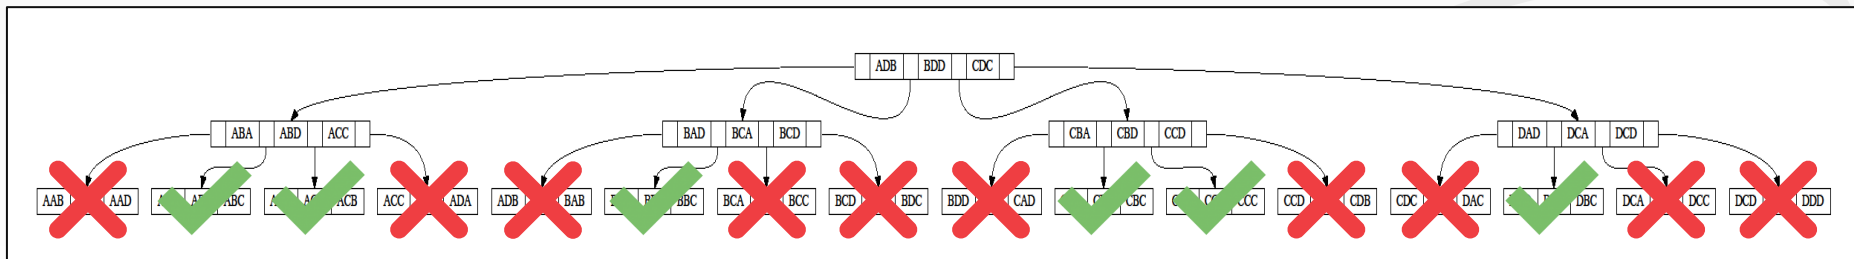 ADB BDD CDC
ABA ABD ACC BAD BCA BCD CBA CBD CCD DAD DCA DCD
AAB AAD ABC ACB ACC ADA ADB BAB BBC BCA BCC BCD BDC BDD CAD CBC CCC CCD CDB CDC DAC DBC DCA DCC DCD DDD